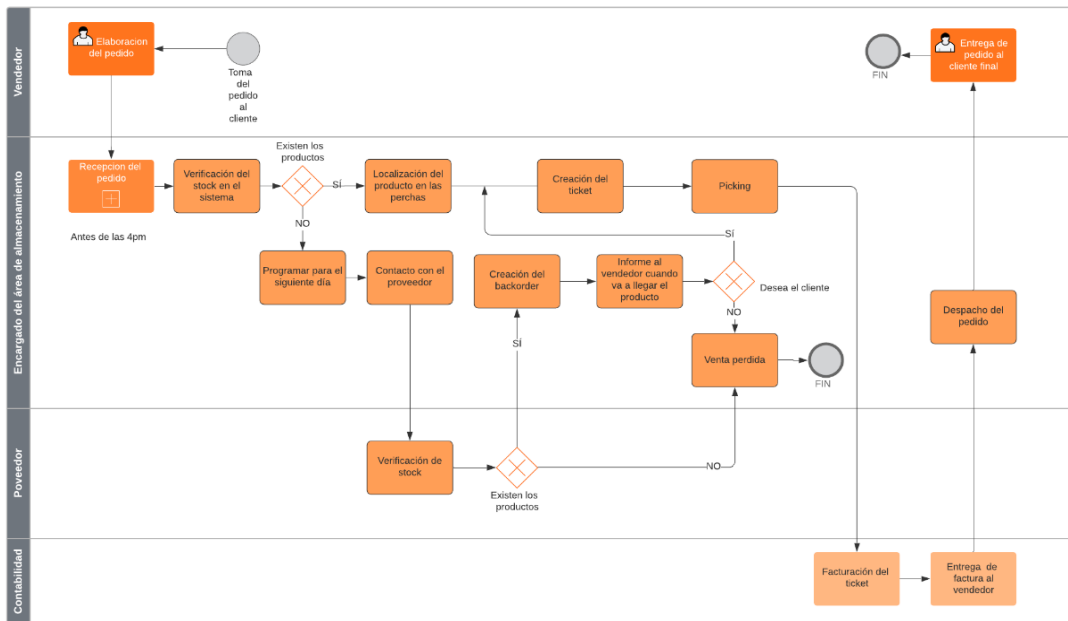 Vendedor
Elaboracion
del pedido
Toma
del
pedido
al
cliente
FIN
Entrega de
pedido al
cliente final
Encargado del área de almacenamiento
Recepcion del
pedido
Antes de las 4pm
Verificación del
stock en el
sistema
Existen los
productos
SÍ
NO
Localización del
producto en las
perchas
Creación del
ticket
Picking
Programar para el
siguiente día
Contacto con el
proveedor
Creación del
backorder
Informe al
vendedor cuando
va a llegar el
producto
SÍ
Desea el cliente
NO
Venta perdida
FIN
Despacho del
pedido
SÍ
Poveedor
Verificación de
stock
Existen los
productos
NO
Contabilidad
Facturación del
ticket
Entrega de
factura al
vendedor